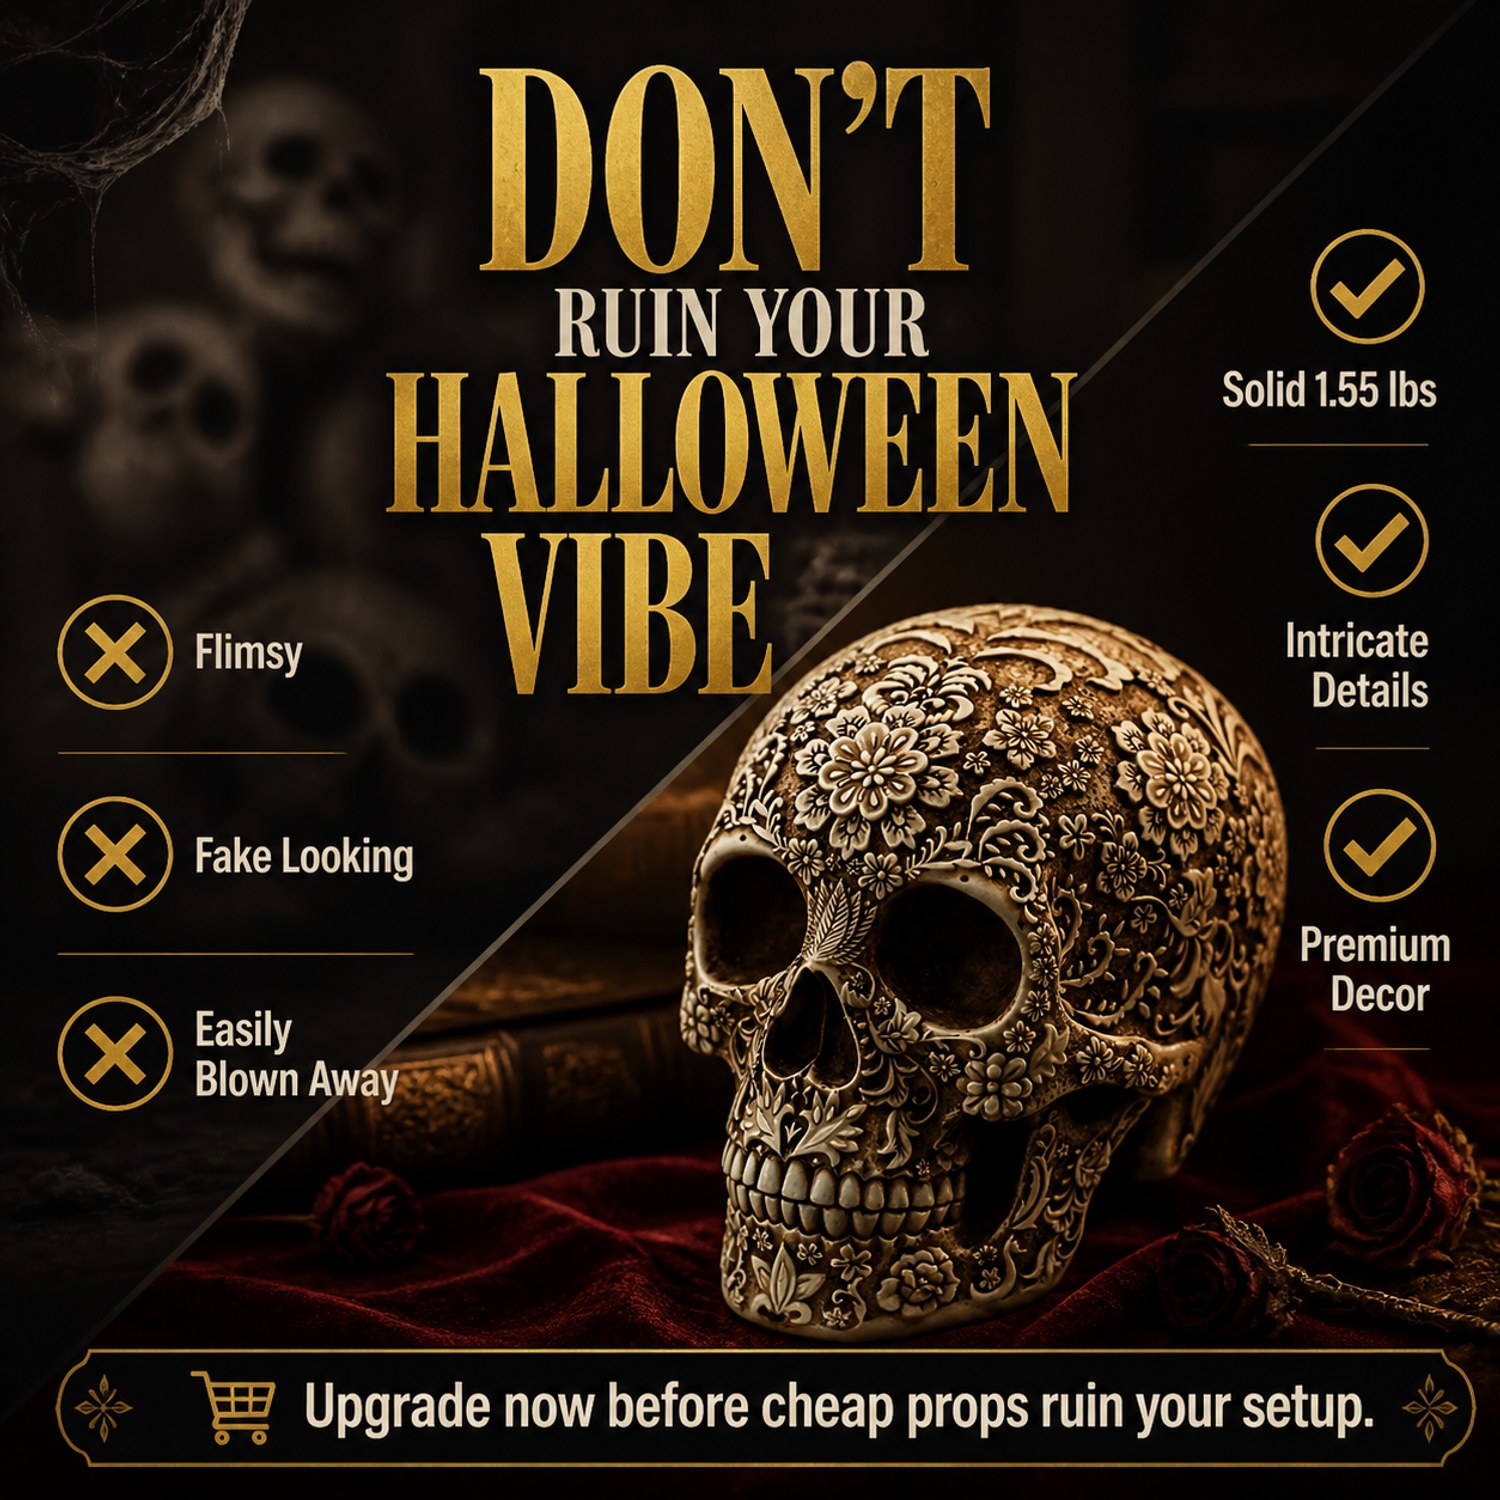 DON'T
RUIN YOUR
HALLOWEEN
VIBE
Flimsy
Fake Looking
Easily
Blown Away
Solid 1.55 lbs
Intricate
Details
Premium
Decor
Upgrade now before cheap props ruin your setup.